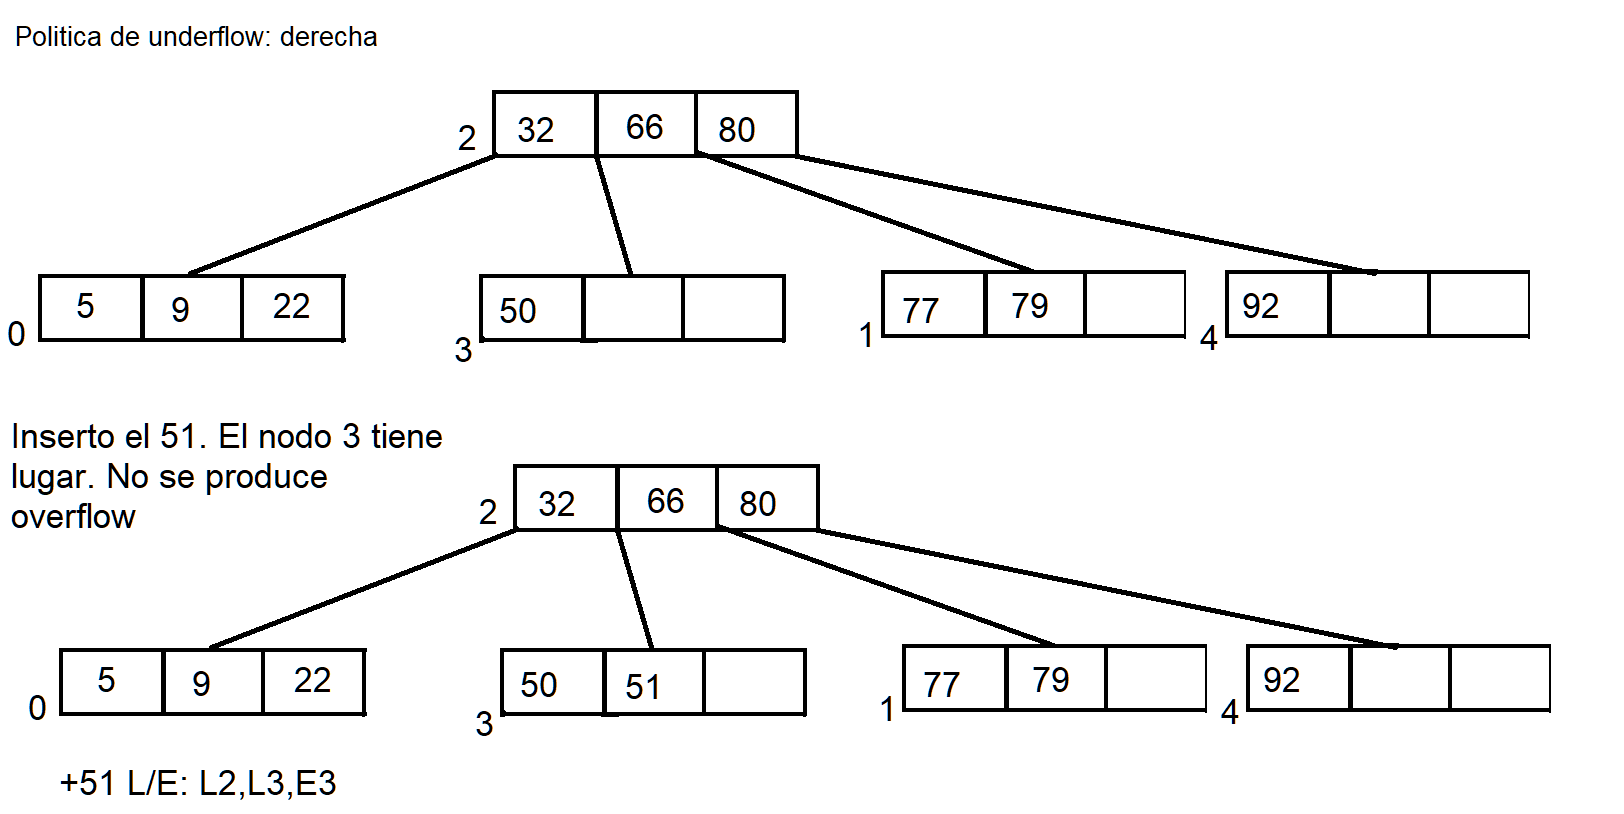 Politica de underflow: derecha
2 32 66 80
0 5 9 22 3 50 1 77 79 4 92
Inserto el 51. El nodo 3 tiene
lugar. No se produce
overflow
2 32 66 80
0 5 9 22 3 50 51 1 77 79 4 92
+51 L/E: L2,L3,E3